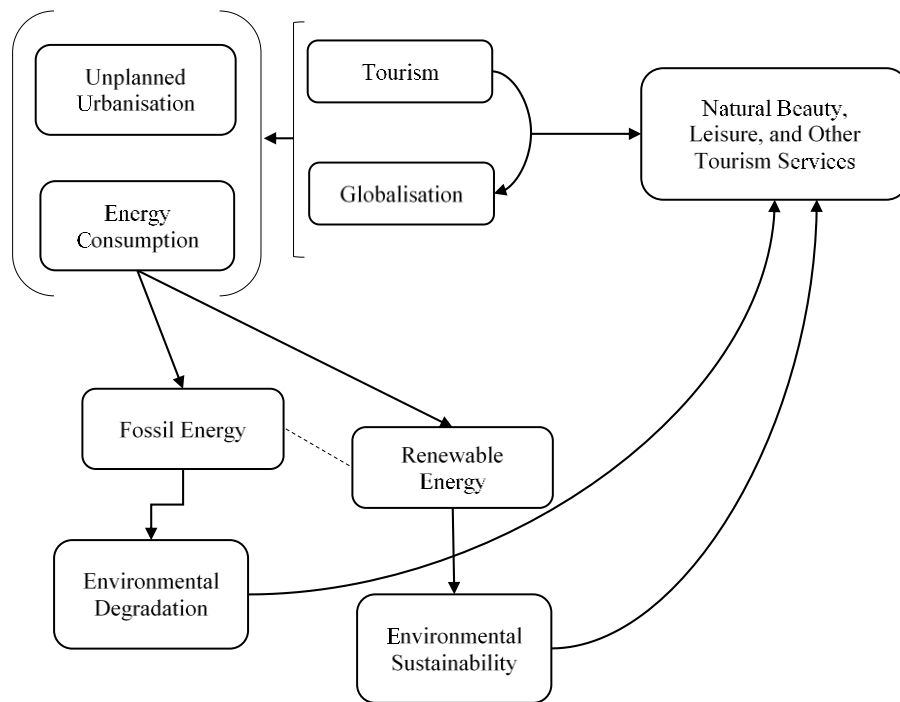 Unplanned
Urbanisation
Tourism
Natural Beauty,
Leisure, and Other
Tourism Services
Globalisation
Energy
Consumption
Fossil Energy
Renewable
Energy
Environmental
Degradation
Environmental
Sustainability